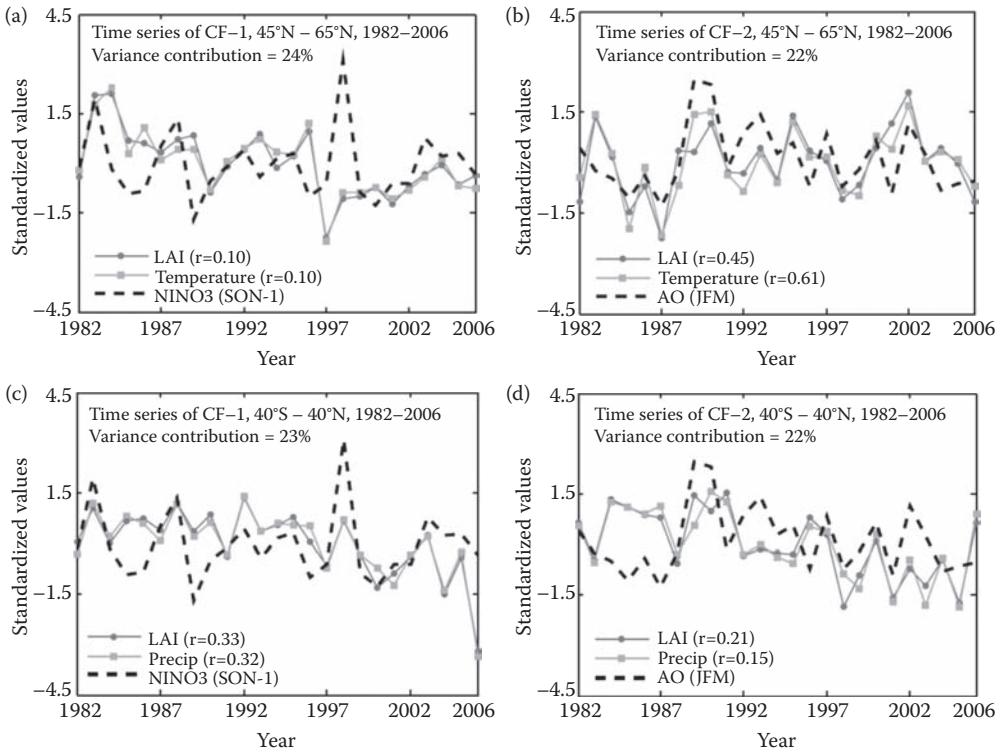 (a)
4.5
Time series of CF−1, 45°N – 65°N, 1982–2006
Variance contribution = 24%
Standardized values
1.5
−1.5
LAI (r=0.10)
Temperature (r=0.10)
NINO3 (SON-1)
−4.5
1982
1987
1992
1997
2002
2006
Year
(b)
4.5
Time series of CF−2, 45°N – 65°N, 1982–2006
Variance contribution = 22%
Standardized values
1.5
−1.5
LAI (r=0.45)
Temperature (r=0.61)
AO (JFM)
−4.5
1982
1987
1992
1997
2002
2006
Year
(c)
4.5
Time series of CF−1, 40°S – 40°N, 1982–2006
Variance contribution = 23%
Standardized values
1.5
−1.5
LAI (r=0.33)
Precip (r=0.32)
NINO3 (SON-1)
−4.5
1982
1987
1992
1997
2002
2006
Year
(d)
4.5
Time series of CF−2, 40°S – 40°N, 1982–2006
Variance contribution = 22%
Standardized values
1.5
−1.5
LAI (r=0.21)
Precip (r=0.15)
AO (JFM)
−4.5
1982
1987
1992
1997
2002
2006
Year